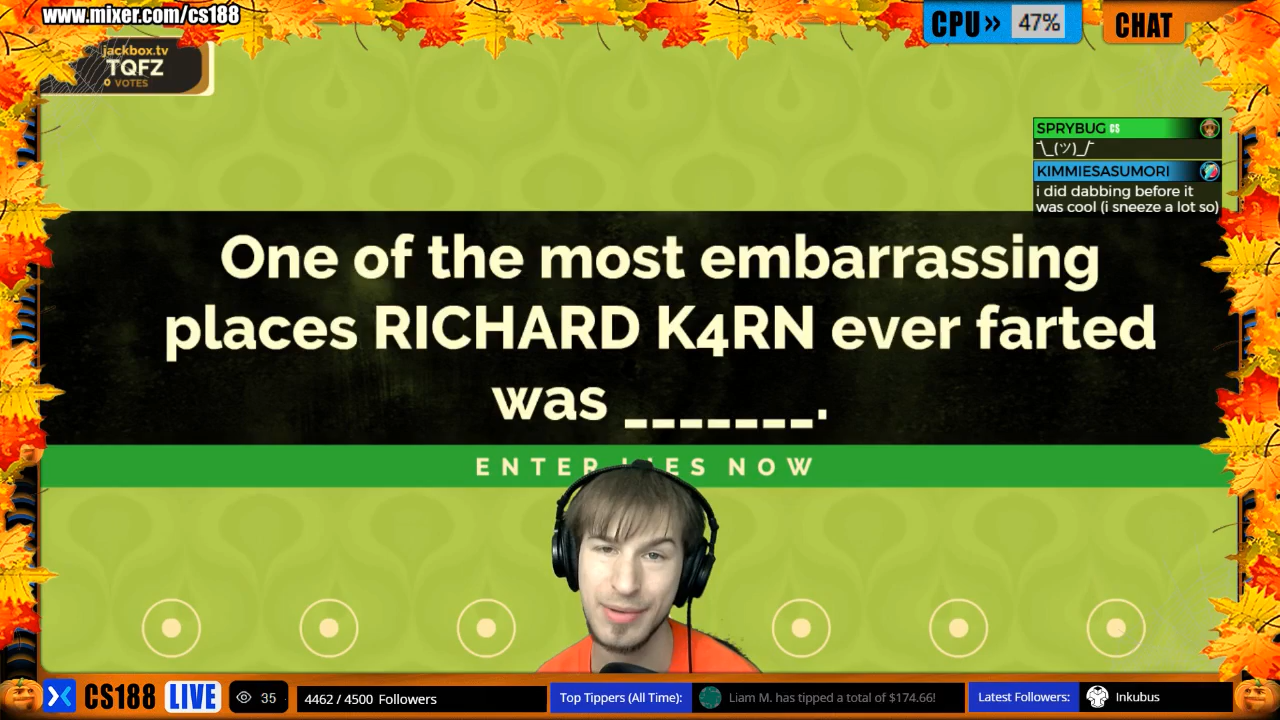 www.mixer.com/cs188
CPU» 47%
CHAT
jackbox.tv
TQFZ
0 VOTES
SPRYBUG CS
¯\_(ツ)_/¯
KIMMIESASUMORI
i did dabbing before it
was cool (i sneeze a lot so)
One of the most embarrassing
places RICHARD K4RN ever farted
was _______.
ENTER LIES NOW
CS188 LIVE
35
4462 / 4500 Followers
Top Tippers (All Time):
Liam M. has tipped a total of $174.66!
Latest Followers:
Inkubus